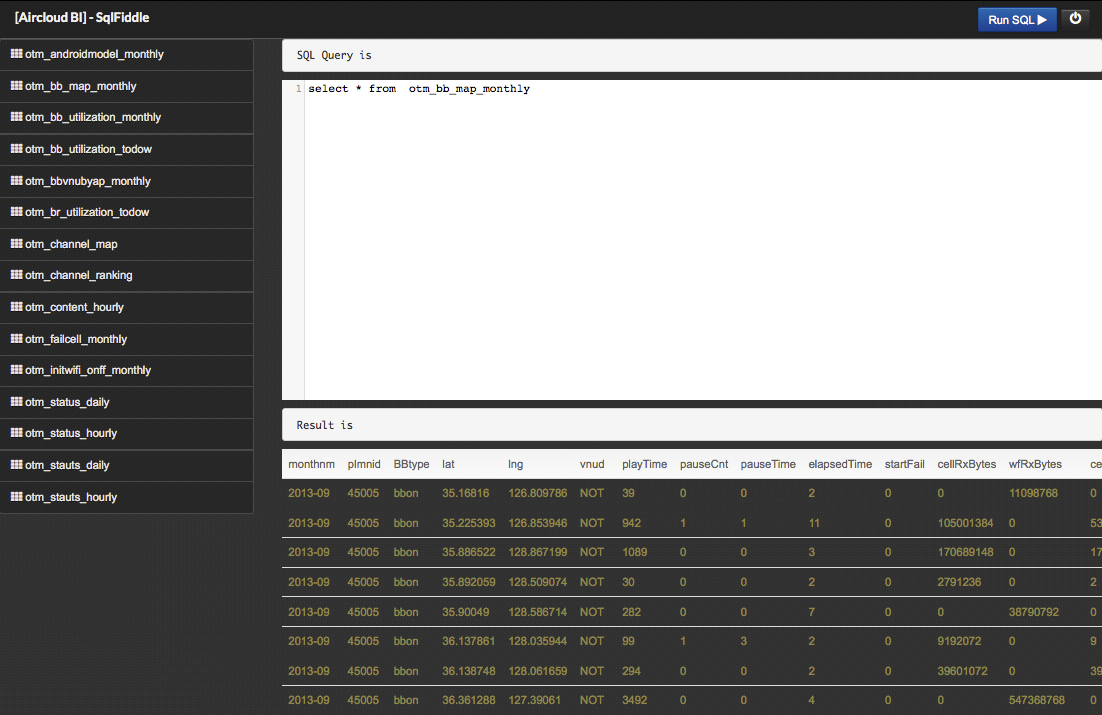 [Aircloud BI] - SqlFiddle
Run SQL
otm_androidmodel_monthly
otm_bb_map_monthly
otm_bb_utilization_monthly
otm_bb_utilization_todow
otm_bbvnubyap_monthly
otm_br_utilization_todow
otm_channel_map
otm_channel_ranking
otm_content_hourly
otm_failcell_monthly
otm_initwifi_onff_monthly
otm_status_daily
otm_status_hourly
otm_stauts_daily
otm_stauts_hourly
SQL Query is
1 select * from  otm_bb_map_monthly
Result is
monthnm plmnid BBtype lat lng vnud playTime pauseCnt pauseTime elapsedTime startFail cellRxBytes wfRxBytes ce
2013-09 45005 bbon 35.16816 126.809786 NOT 39 0 0 2 0 0 11098768 0
2013-09 45005 bbon 35.225393 126.853946 NOT 942 1 1 11 0 105001384 0 53
2013-09 45005 bbon 35.886522 128.867199 NOT 1089 0 0 3 0 170689148 0 17
2013-09 45005 bbon 35.892059 128.509074 NOT 30 0 0 2 0 2791236 0 2
2013-09 45005 bbon 35.90049 128.586714 NOT 282 0 0 7 0 0 38790792 0
2013-09 45005 bbon 36.137861 128.035944 NOT 99 1 3 2 0 9192072 0 9
2013-09 45005 bbon 36.138748 128.061659 NOT 294 0 0 2 0 39601072 0 39
2013-09 45005 bbon 36.361288 127.39061 NOT 3492 0 0 4 0 0 547368768 0